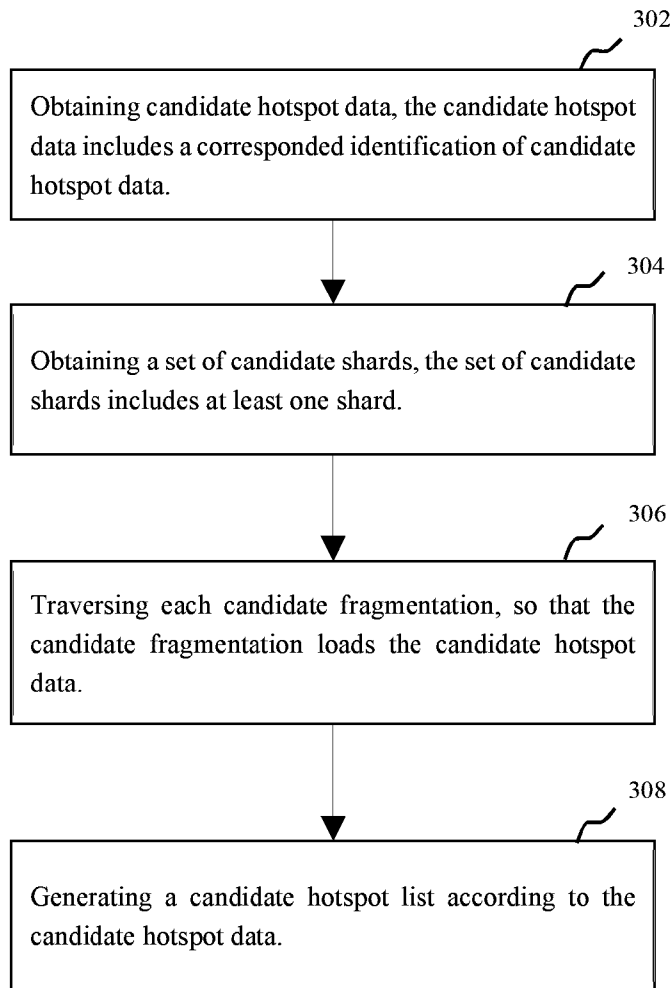 302
Obtaining candidate hotspot data, the candidate hotspot
data includes a corresponded identification of candidate
hotspot data.
304
Obtaining a set of candidate shards, the set of candidate
shards includes at least one shard.
306
Traversing each candidate fragmentation, so that the
candidate fragmentation loads the candidate hotspot
data.
308
Generating a candidate hotspot list according to the
candidate hotspot data.